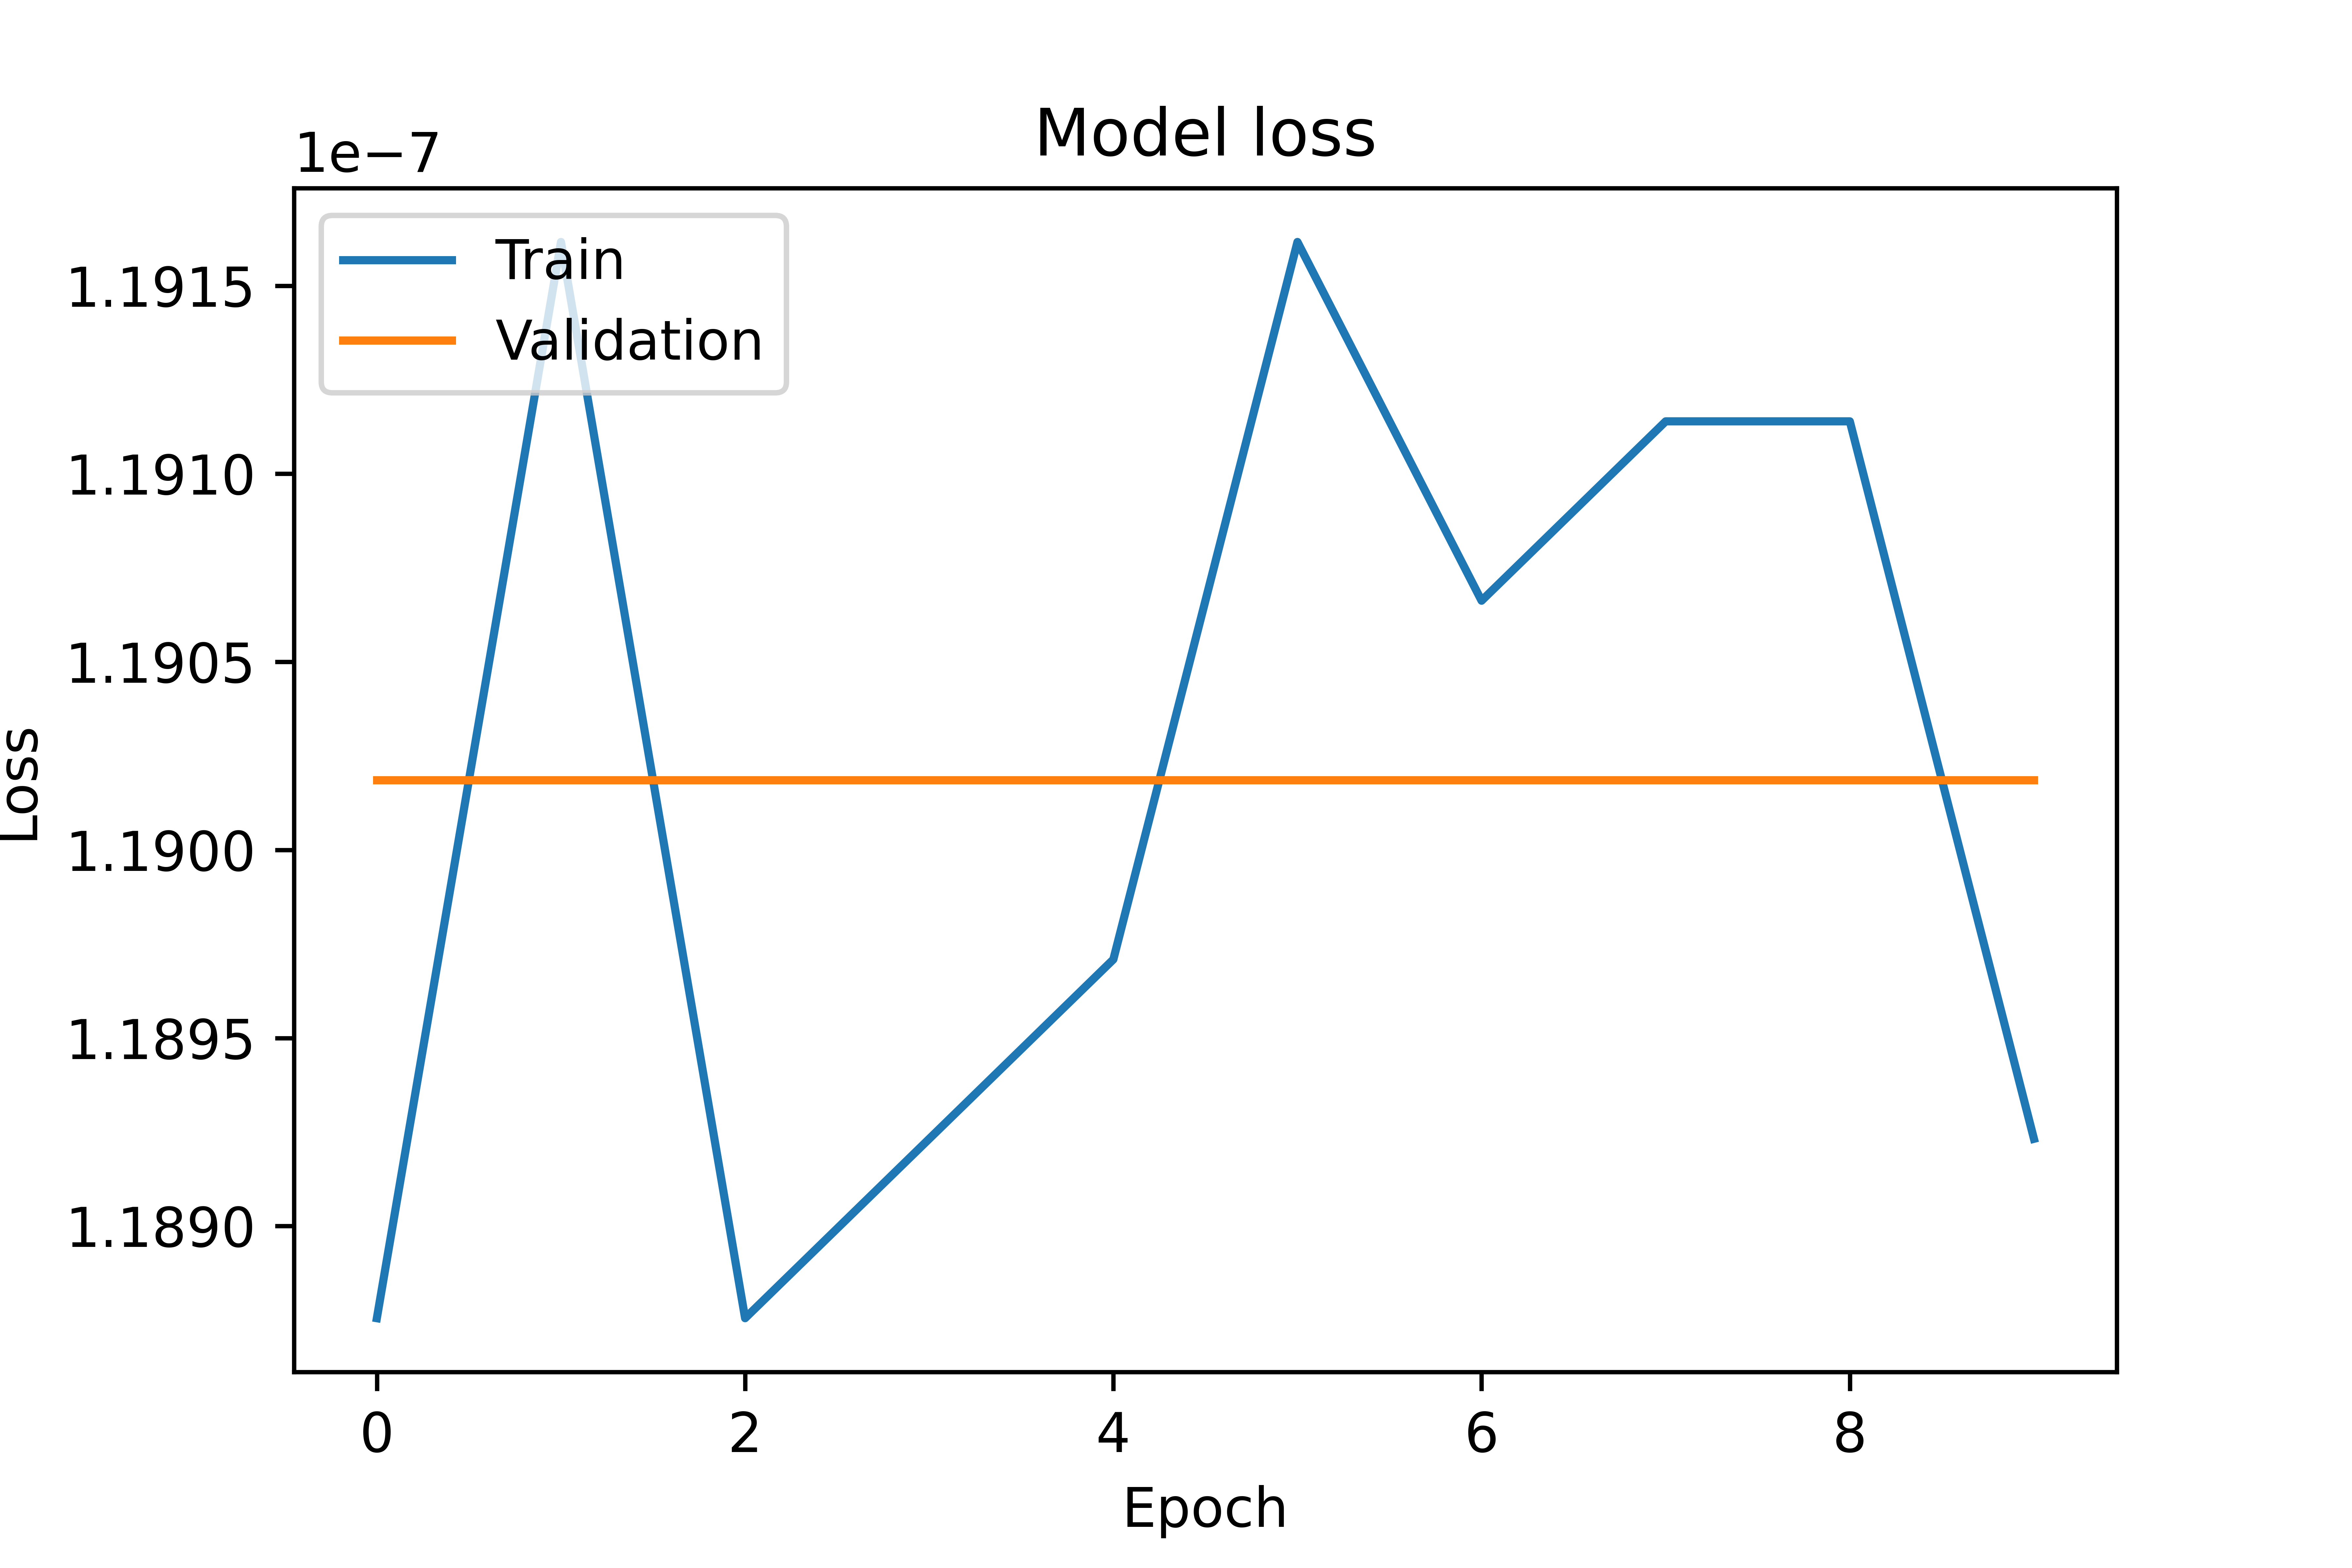 Model loss
1e−7
Train
Validation
1.1915
1.1910
1.1905
1.1900
1.1895
1.1890
Loss
0 2 4 6 8
Epoch